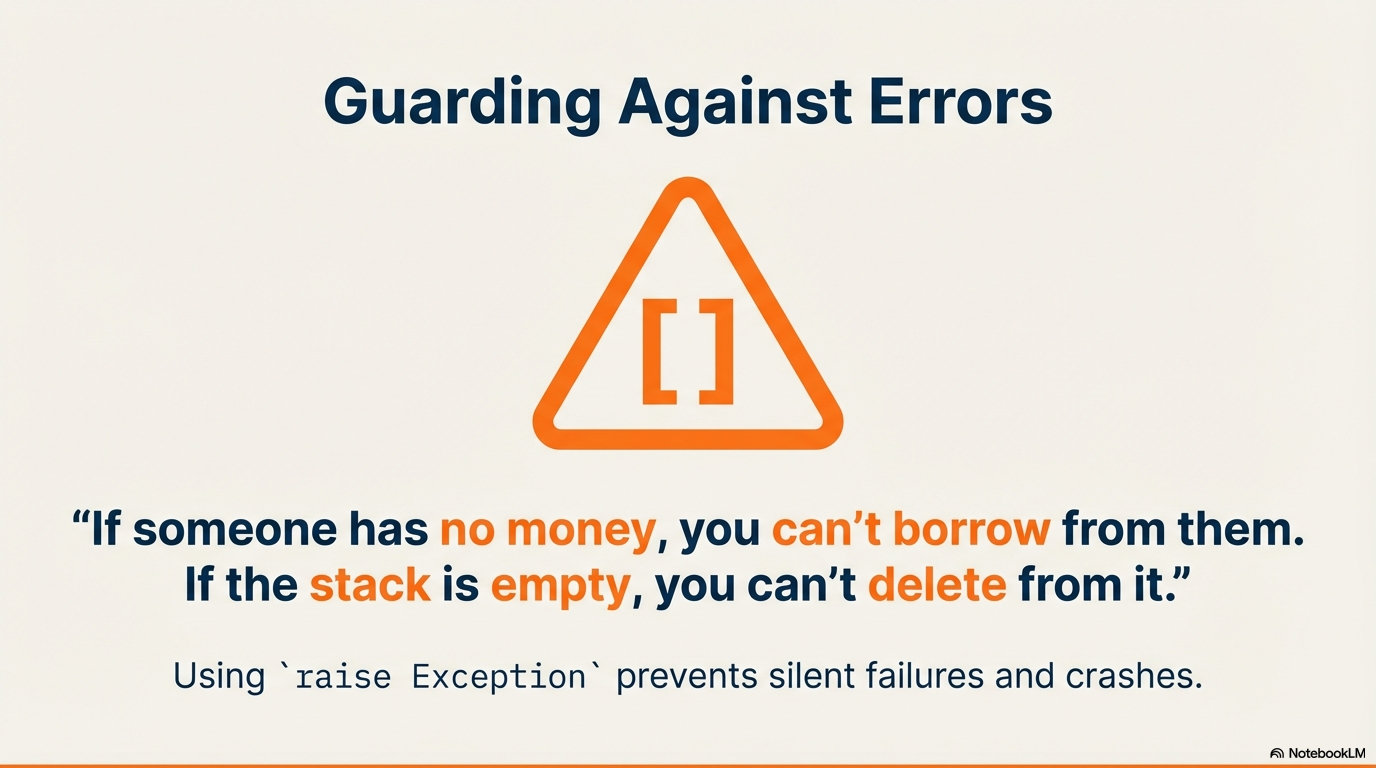 Guarding Against Errors
[ ]
“If someone has no money, you can’t borrow from them.
If the stack is empty, you can’t delete from it.”
Using `raise Exception` prevents silent failures and crashes.
NotebookLM